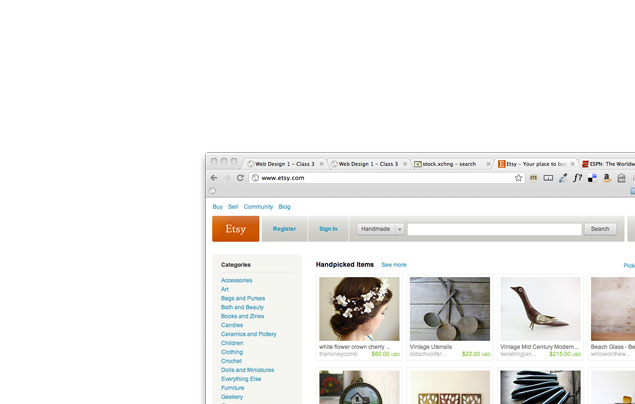 Web Design 1 – Class 3
Web Design 1 – Class 3
stock.xchng – search
Etsy – Your place to bu
ESPN: The Worldw
www.etsy.com
f?
a
Buy Sell Community Blog
Etsy
Register
Sign In
Handmade
Search
Categories
Accessories
Art
Bags and Purses
Bath and Beauty
Books and Zines
Candles
Ceramics and Pottery
Children
Clothing
Crochet
Dolls and Miniatures
Everything Else
Furniture
Geekery
Handpicked Items See more
Pick
white flower crown cherry ...
thehoneycomb $60.00 USD
Vintage Utensils
oldschoolfar... $22.00 USD
Vintage Mid Century Modern...
twostringjan... $215.00 USD
Beach Glass - Be
willowonthew...